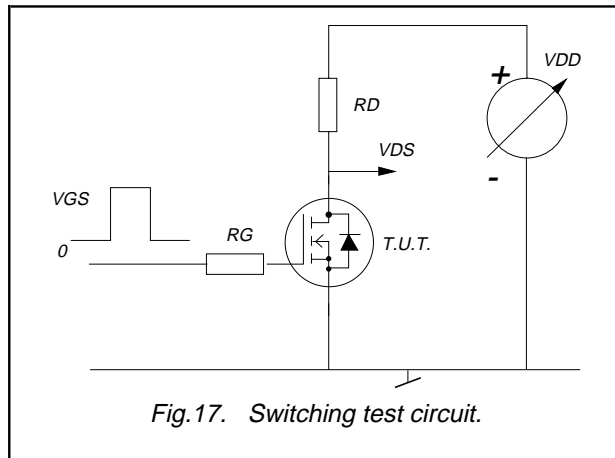 +
VDD
RD
VDS
-
VGS
0
RG
T.U.T.
Fig.17. Switching test circuit.